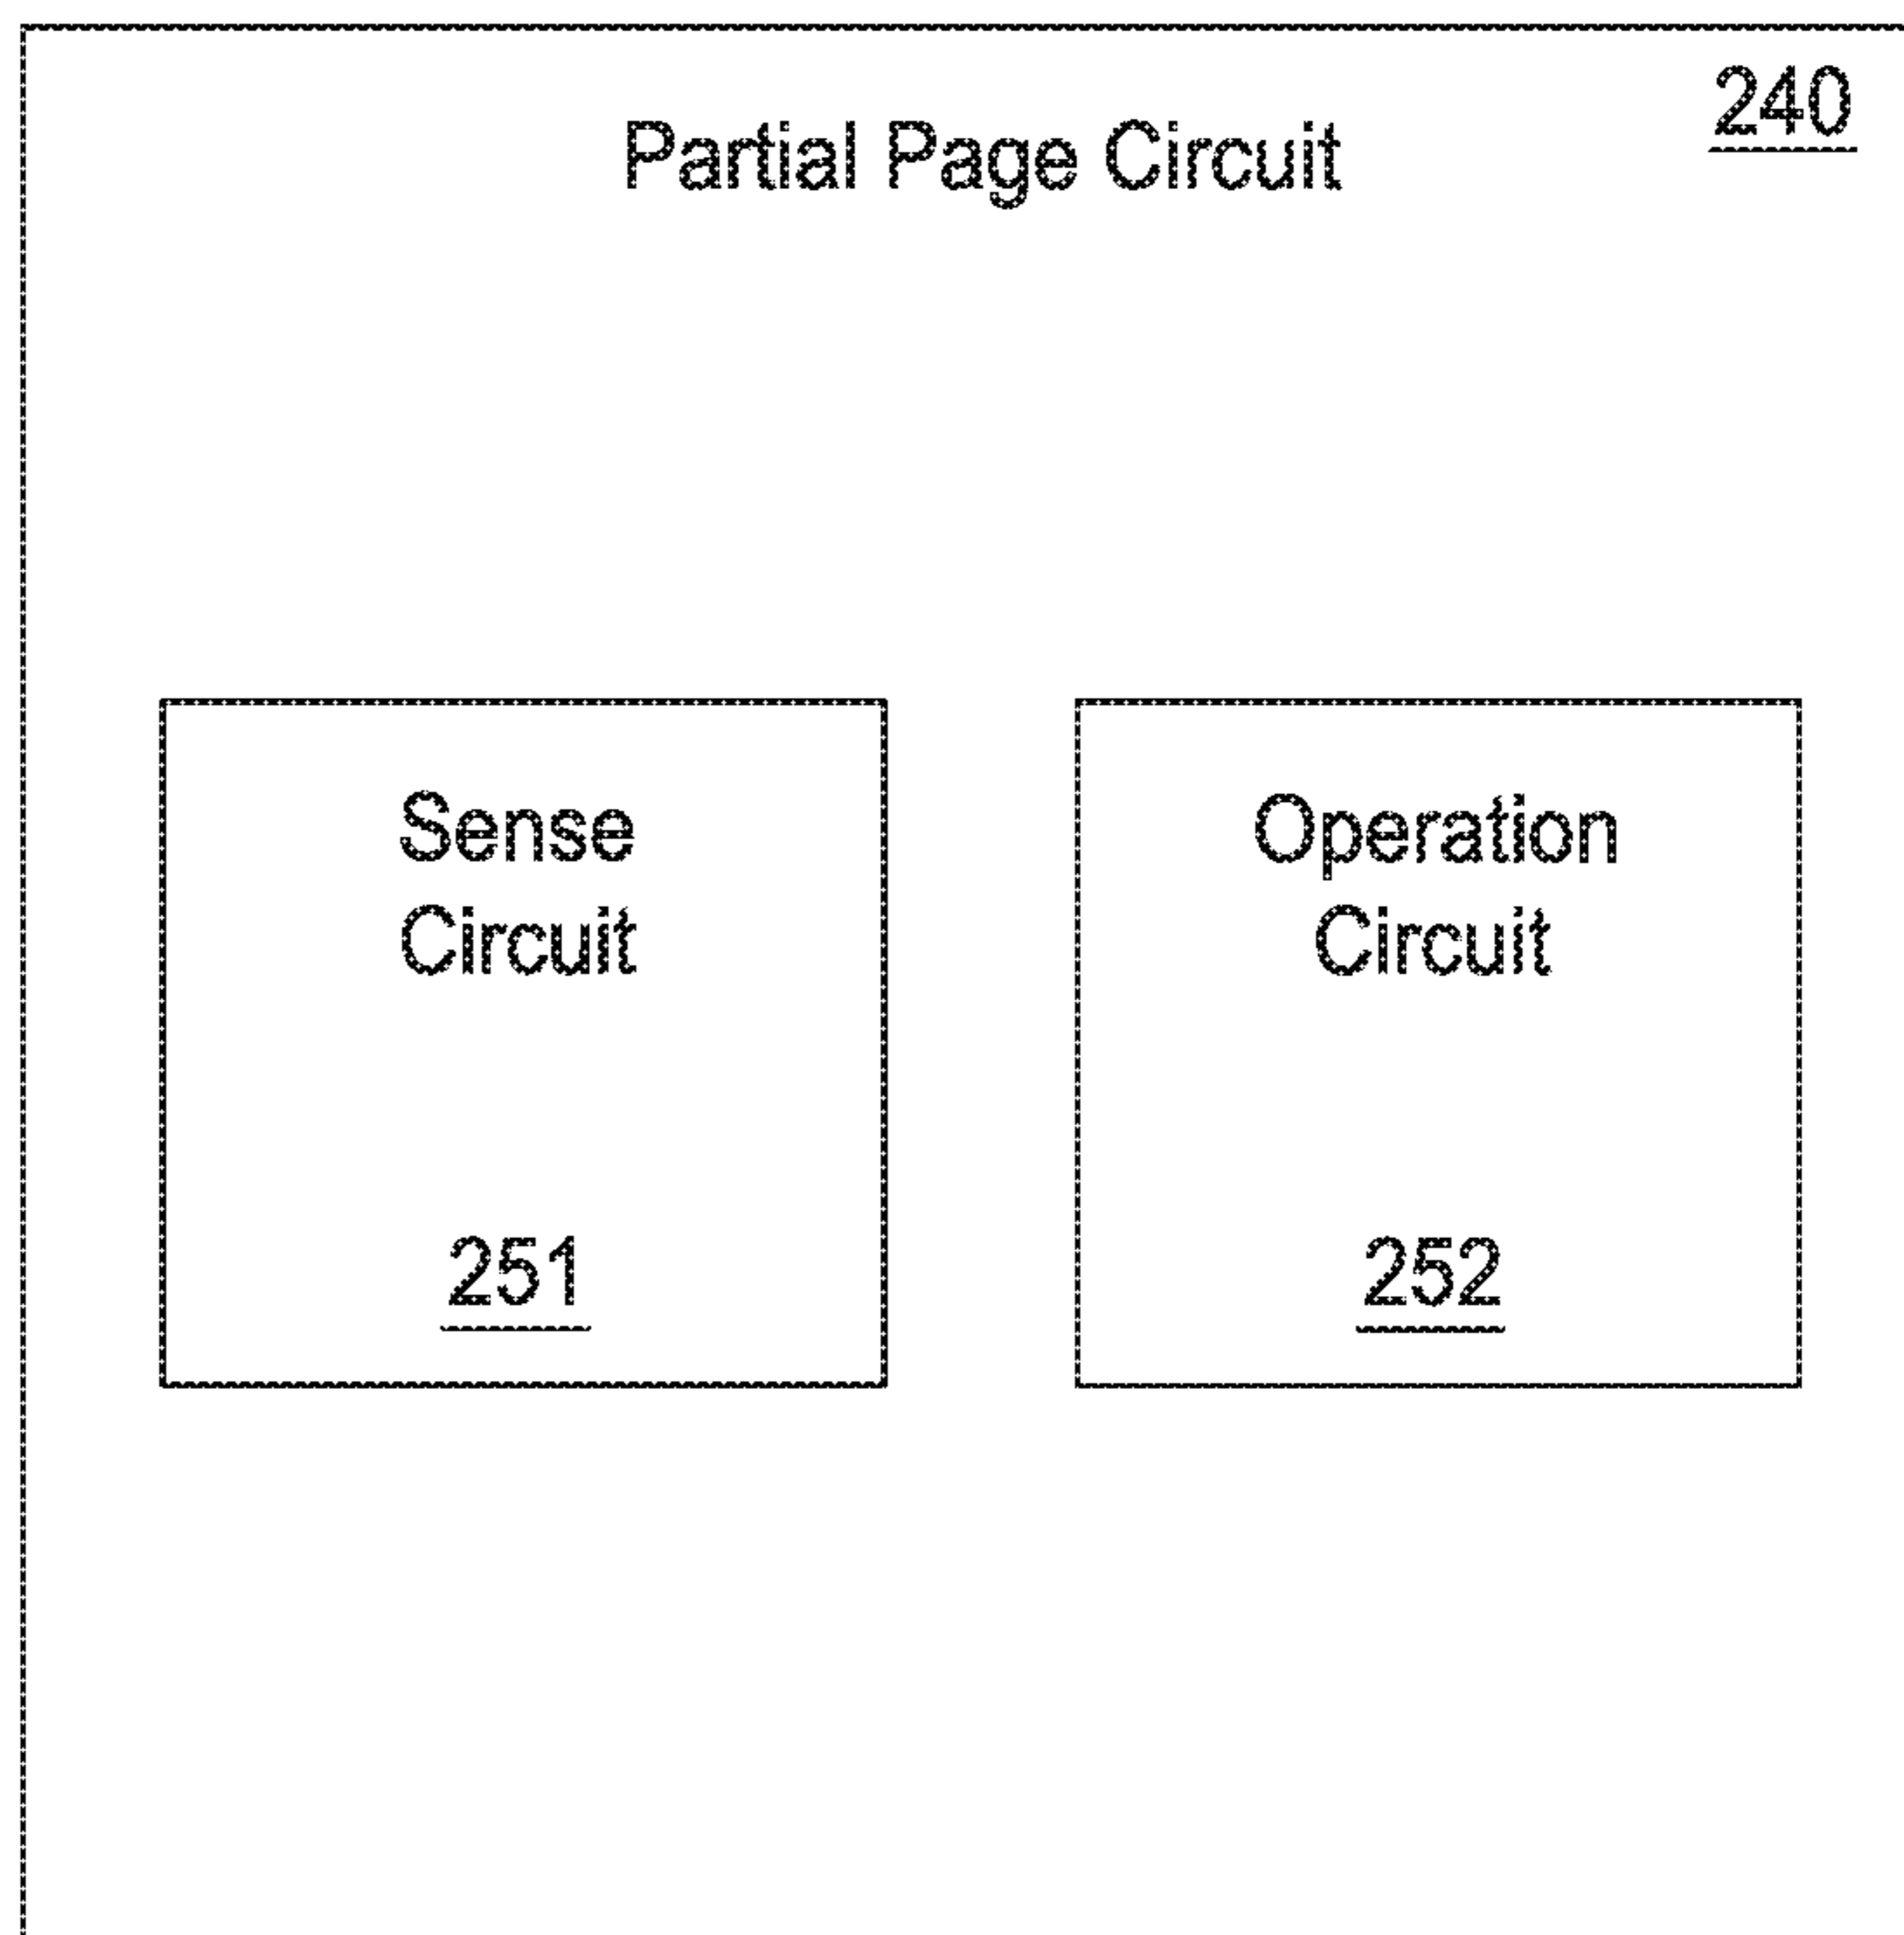 240
Partial Page Circuit
Sense
Circuit
251
Operation
Circuit
252